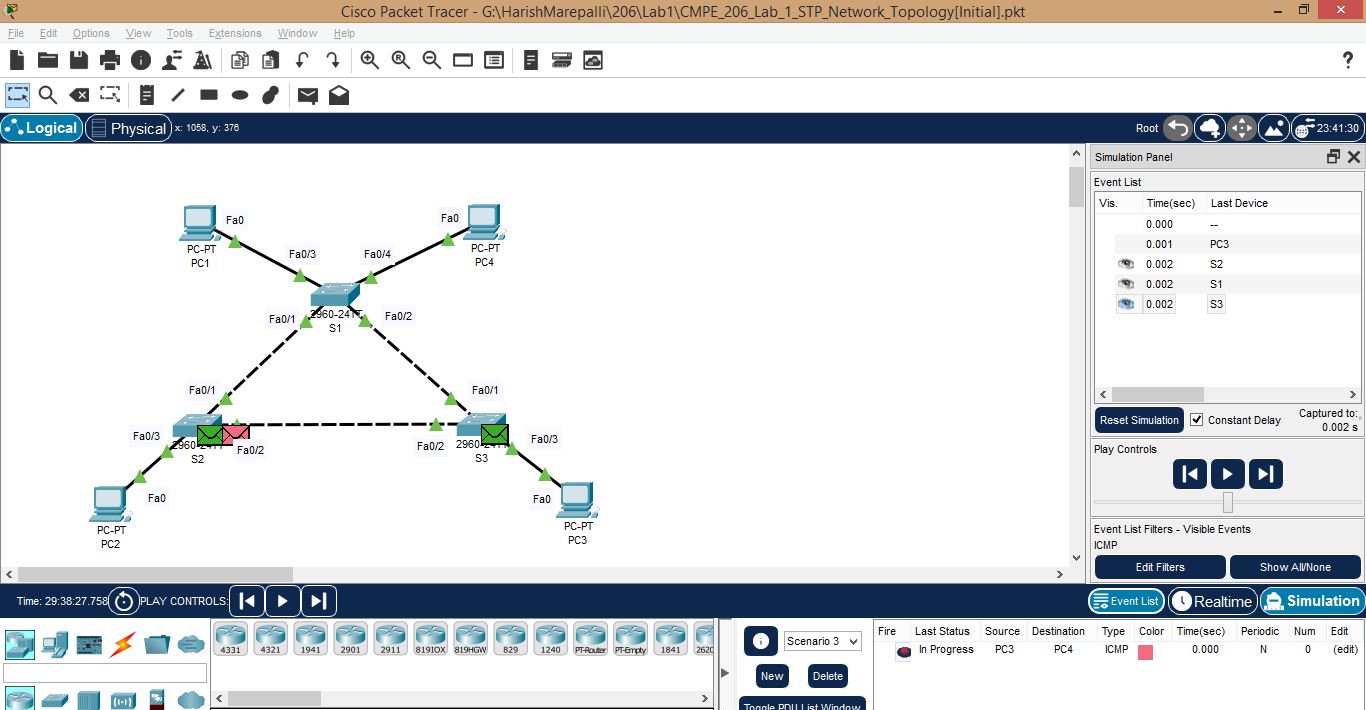 Cisco Packet Tracer - G:\HarishMarepalli\206\Lab1\CMPE_206_Lab_1_STP_Network_Topology[Initial].pkt
File Edit Options View Tools Extensions Window Help
Logical Physical x: 1058, y: 376 Root 23:41:30
Simulation Panel
Event List
Vis. Time(sec) Last Device
0.000 --
0.001 PC3
0.002 S2
0.002 S1
0.002 S3
Reset Simulation Constant Delay Captured to: 0.002 s
Play Controls
Event List Filters - Visible Events
ICMP
Edit Filters Show All/None
Fa0 Fa0
PC-PT PC-PT
PC1 PC4
Fa0/3 Fa0/4
2960-24TT
S1
Fa0/1 Fa0/2
Fa0/1 Fa0/1
Fa0/3 Fa0/2 Fa0/2 Fa0/3
S2 S3
Fa0 Fa0
PC-PT PC-PT
PC2 PC3
Time: 29:38:27.758 PLAY CONTROLS: Event List Realtime Simulation
4331 4321 1941 2901 2911 819IOX 819HGW 829 1240 PT-Router PT-Empty 1841 2620
Scenario 3
New Delete
Toggle PDU List Window
Fire Last Status Source Destination Type Color Time(sec) Periodic Num Edit
In Progress PC3 PC4 ICMP 0.000 N 0 (edit)